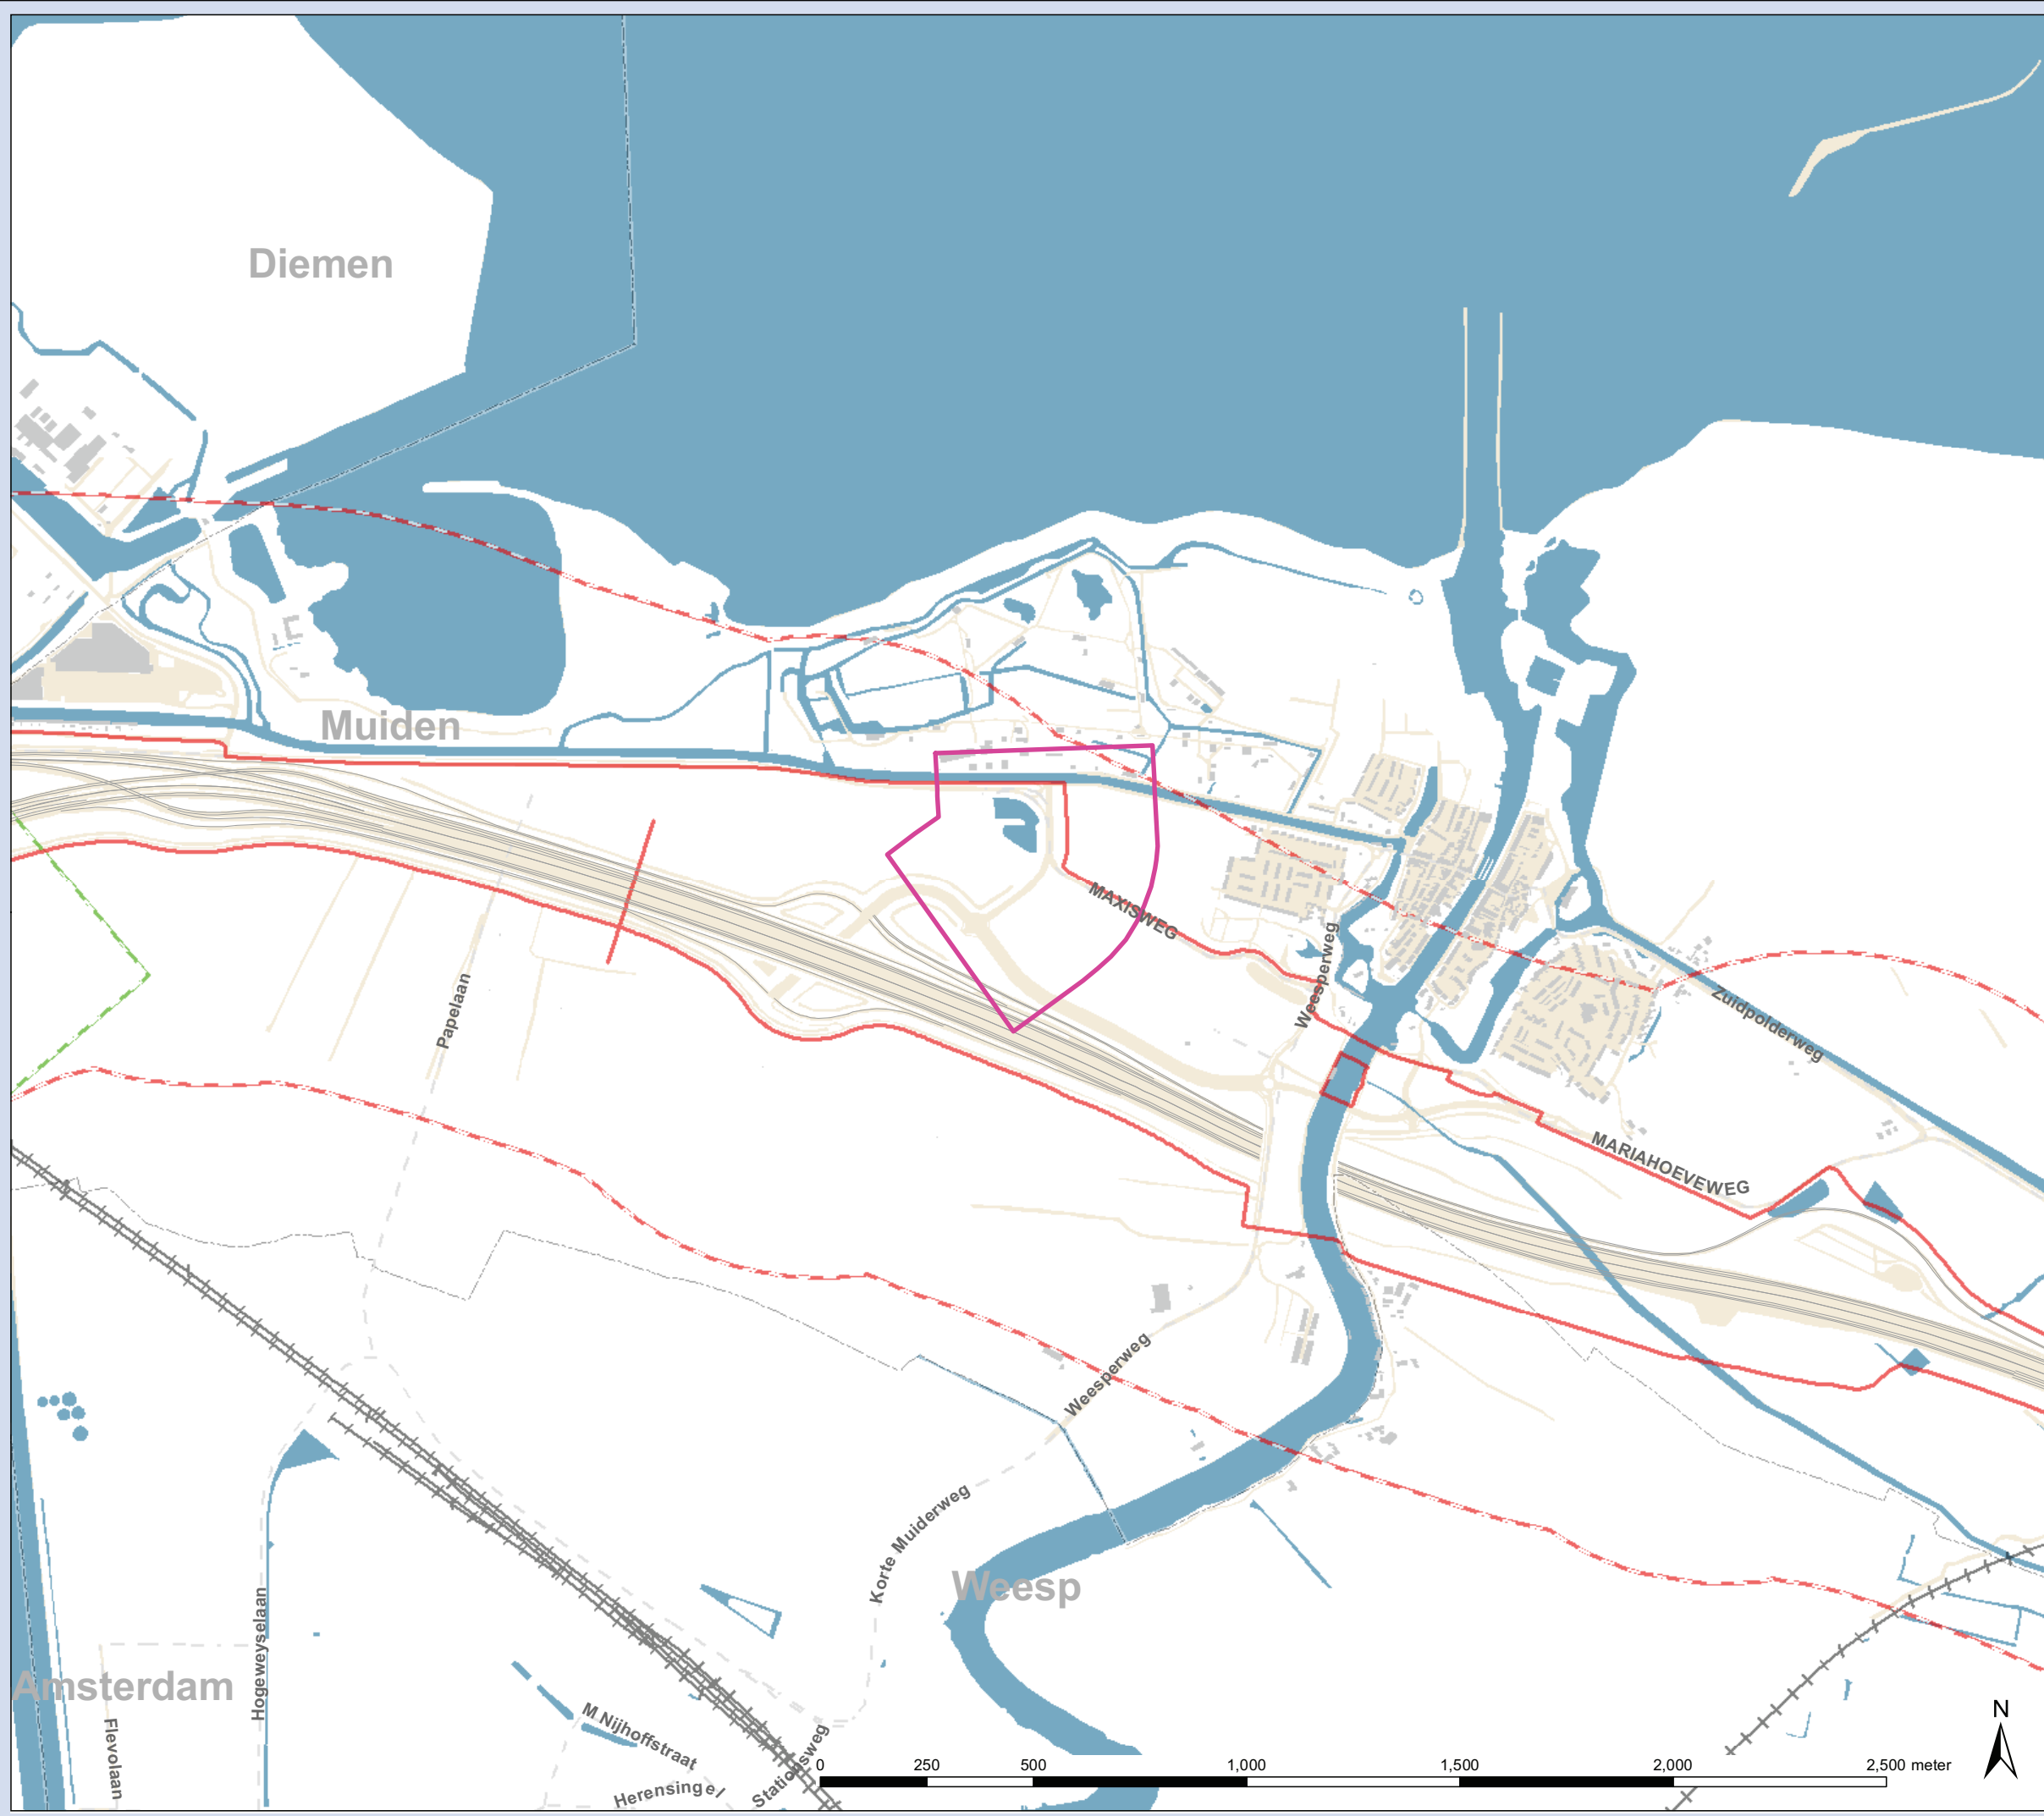 Diemen
Muiden
MAXISWEG
Weesperweg
Papelaan
Zuidpolderweg
MARIAHOEVEWEG
Weesperweg
Korte Muiderweg
Weesp
Hogeweyselaan
Amsterdam
Flevolaan
M Nijhoffstraat
Herensingel
Stationsweg
N
0 250 500 1,000 1,500 2,000 2,500 meter